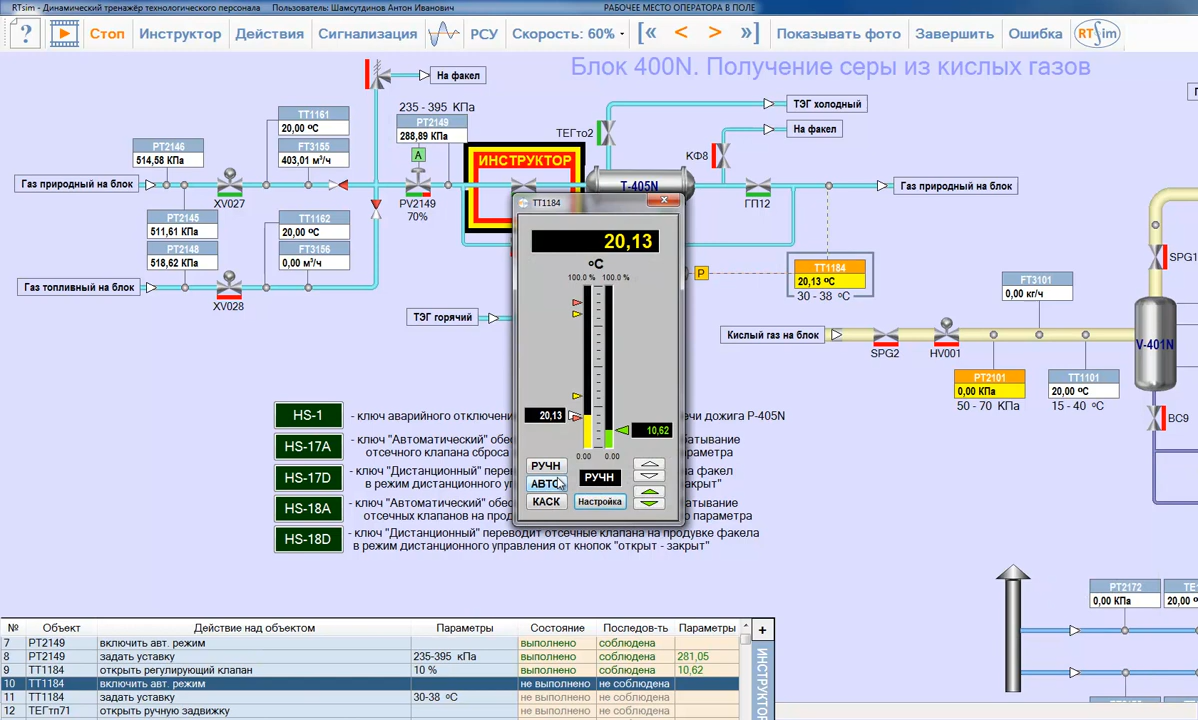 RTsim - Динамический тренажёр технологического персонала Пользователь: Шамсутдинов Антон Иванович РАБОЧЕЕ МЕСТО ОПЕРАТОРА В ПОЛЕ
? Стоп Инструктор Действия Сигнализация РСУ Скорость: 60% [« < > »] Показывать фото Завершить Ошибка RTsim
Блок 400N. Получение серы из кислых газов
На факел
235 - 395 КПа
ТЭГ холодный
TT1161
20,00 ºC
PT2149
288,89 КПа
ТЕГто2
На факел
PT2146
514,58 КПа
FT3155
403,01 м³/ч
A
ИНСТРУКТОР
КФ8
Газ природный на блок
T-405N
Газ природный на блок
XV027
PV2149
70%
ГП12
PT2145
511,61 КПа
TT1162
20,00 ºC
TT1184
20,13
ºC
PT2148
518,62 КПа
FT3156
0,00 м³/ч
100.0 % 100.0 %
P
TT1184
20,13 ºC
30 - 38 ºC
SPG1
FT3101
0,00 кг/ч
Газ топливный на блок
XV028
ТЭГ горячий
Кислый газ на блок
SPG2
HV001
V-401N
PT2101
0,00 КПа
50 - 70 КПа
TT1101
20,00 ºC
15 - 40 ºC
BC9
20,13
10,62
0.00 0.00
РУЧН
АВТО
КАСК
РУЧН
Настройка
HS-1 - ключ аварийного отключен
ечи дожига P-405N
HS-17A - ключ "Автоматический" обес
батывание
отсечного клапана сброса
параметра
HS-17D - ключ "Дистанционный" перев
факел
в режим дистанционного уп
закрыт"
HS-18A - ключ "Автоматический" обес
батывание
отсечных клапанов на прод
о параметра
HS-18D - ключ "Дистанционный" переводит отсечные клапана на продувке факела
в режим дистанционного управления от кнопок "открыт - закрыт"
PT2172
0,00 КПа
20,00
№ Объект Действие над объектом Параметры Состояние Последов-ть Параметры +
7 PT2149 включить авт. режим выполнено соблюдена
8 PT2149 задать уставку 235-395 кПа выполнено соблюдена 281,05
9 TT1184 открыть регулирующий клапан 10 % выполнено соблюдена 10,62
10 TT1184 включить авт. режим не выполнено не соблюдена
11 TT1184 задать уставку 30-38 ºC не выполнено не соблюдена
12 ТЕГтп71 открыть ручную задвижку не выполнено не соблюдена
ИНСТРУКТО